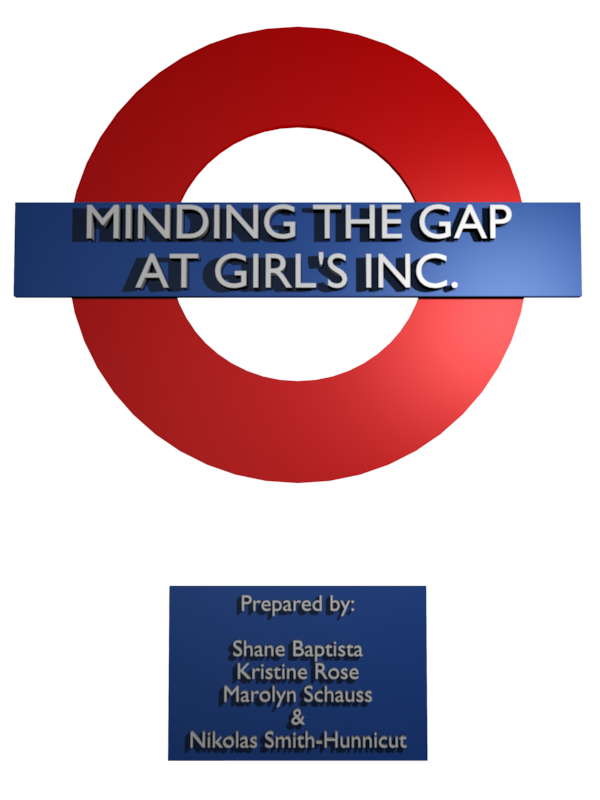 MINDING THE GAP
AT GIRL'S INC.
Prepared by:
Shane Baptista
Kristine Rose
Marolyn Schauss
&
Nikolas Smith-Hunnicut